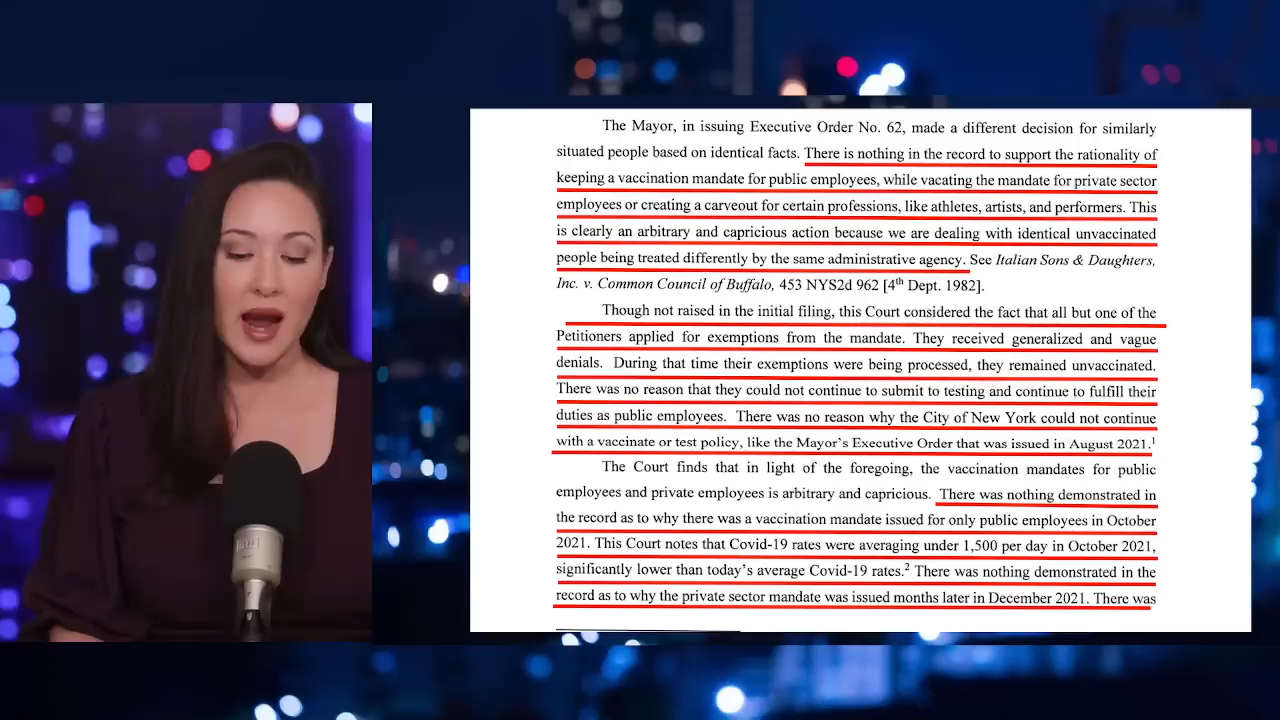 The Mayor, in issuing Executive Order No. 62, made a different decision for similarly
situated people based on identical facts. There is nothing in the record to support the rationality of
keeping a vaccination mandate for public employees, while vacating the mandate for private sector
employees or creating a carveout for certain professions, like athletes, artists, and performers. This
is clearly an arbitrary and capricious action because we are dealing with identical unvaccinated
people being treated differently by the same administrative agency. See Italian Sons & Daughters,
Inc. v. Common Council of Buffalo, 453 NYS2d 962 [4th Dept. 1982].
Though not raised in the initial filing, this Court considered the fact that all but one of the
Petitioners applied for exemptions from the mandate. They received generalized and vague
denials. During that time their exemptions were being processed, they remained unvaccinated.
There was no reason that they could not continue to submit to testing and continue to fulfill their
duties as public employees. There was no reason why the City of New York could not continue
with a vaccinate or test policy, like the Mayor's Executive Order that was issued in August 2021.1
The Court finds that in light of the foregoing, the vaccination mandates for public
employees and private employees is arbitrary and capricious. There was nothing demonstrated in
the record as to why there was a vaccination mandate issued for only public employees in October
2021. This Court notes that Covid-19 rates were averaging under 1,500 per day in October 2021,
significantly lower than today's average Covid-19 rates.2 There was nothing demonstrated in the
record as to why the private sector mandate was issued months later in December 2021. There was